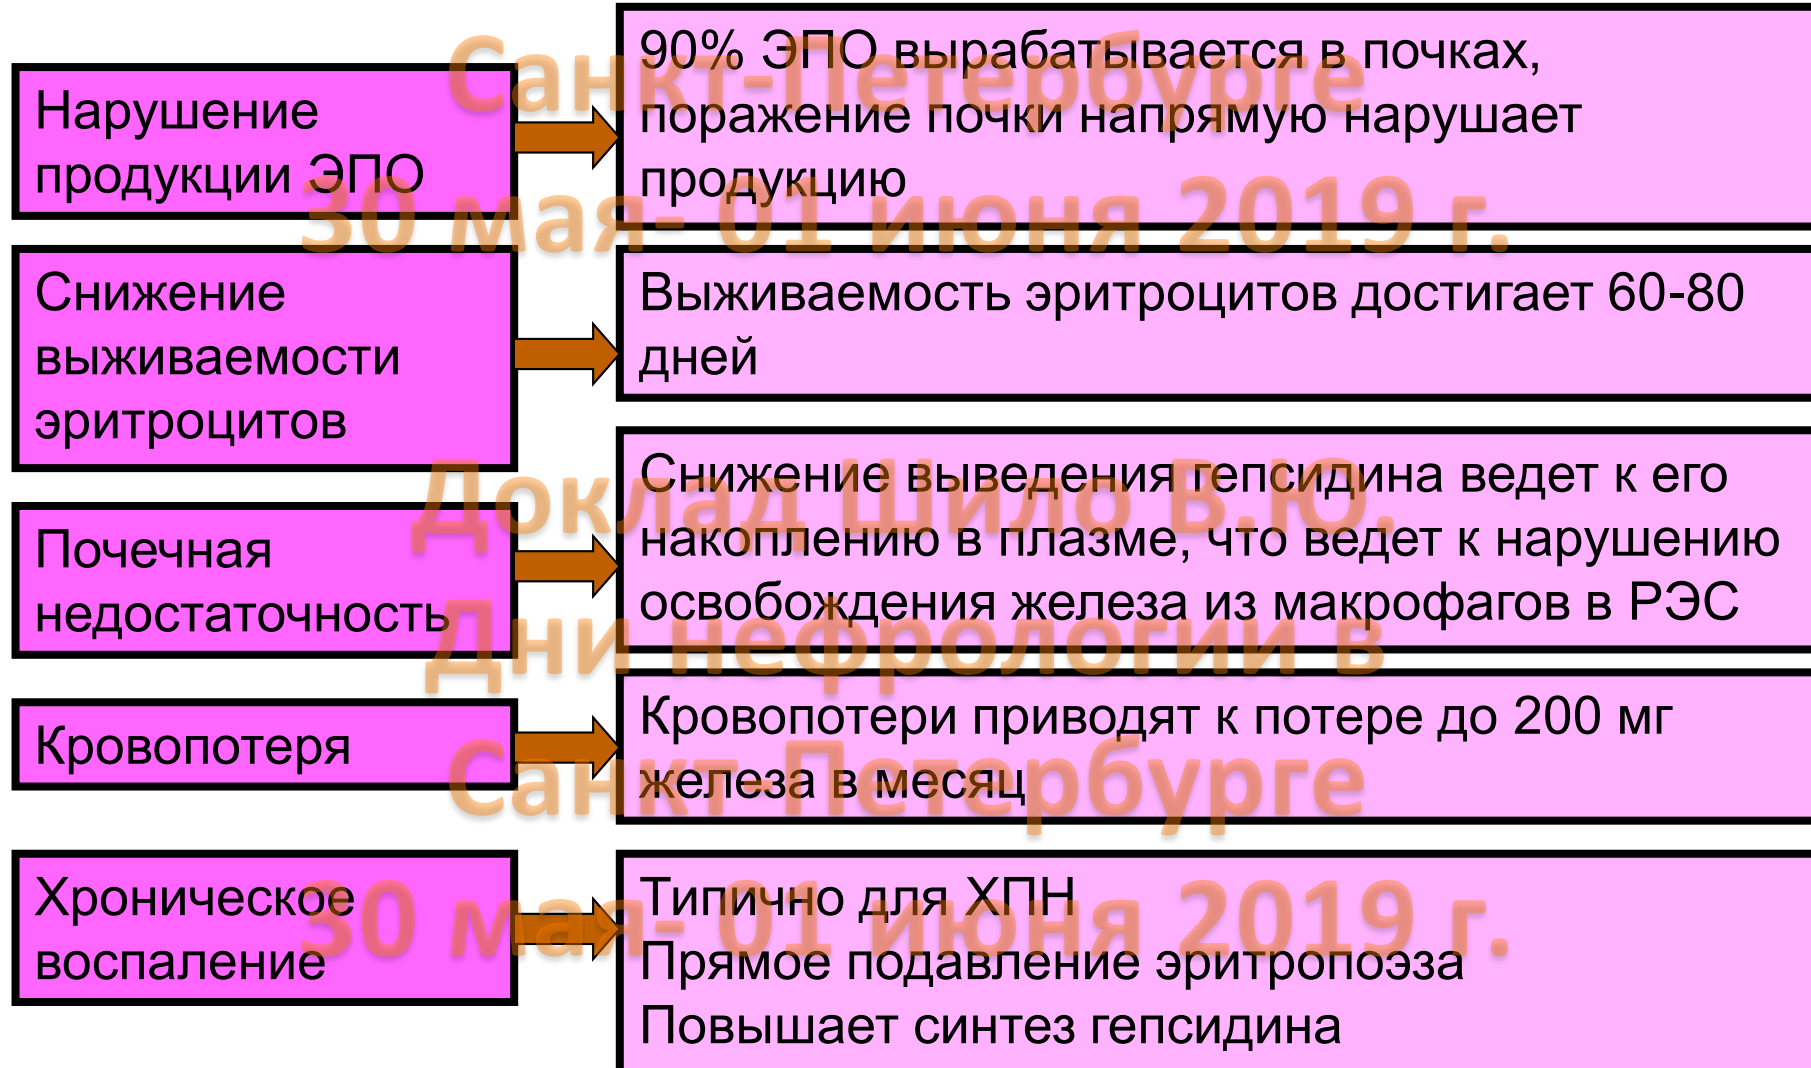 Нарушение
продукции ЭПО
90% ЭПО вырабатывается в почках,
поражение почки напрямую нарушает
продукцию
Снижение
выживаемости
эритроцитов
Выживаемость эритроцитов достигает 60-80
дней
Почечная
недостаточность
Снижение выведения гепсидина ведет к его
накоплению в плазме, что ведет к нарушению
освобождения железа из макрофагов в РЭС
Кровопотеря
Кровопотери приводят к потере до 200 мг
железа в месяц
Хроническое
воспаление
Типично для ХПН
Прямое подавление эритропоэза
Повышает синтез гепсидина
Санкт-Петербурге
30 мая- 01 июня 2019 г.
Доклад Шило В.Ю.
Дни нефрологии в
Санкт-Петербурге
30 мая- 01 июня 2019 г.